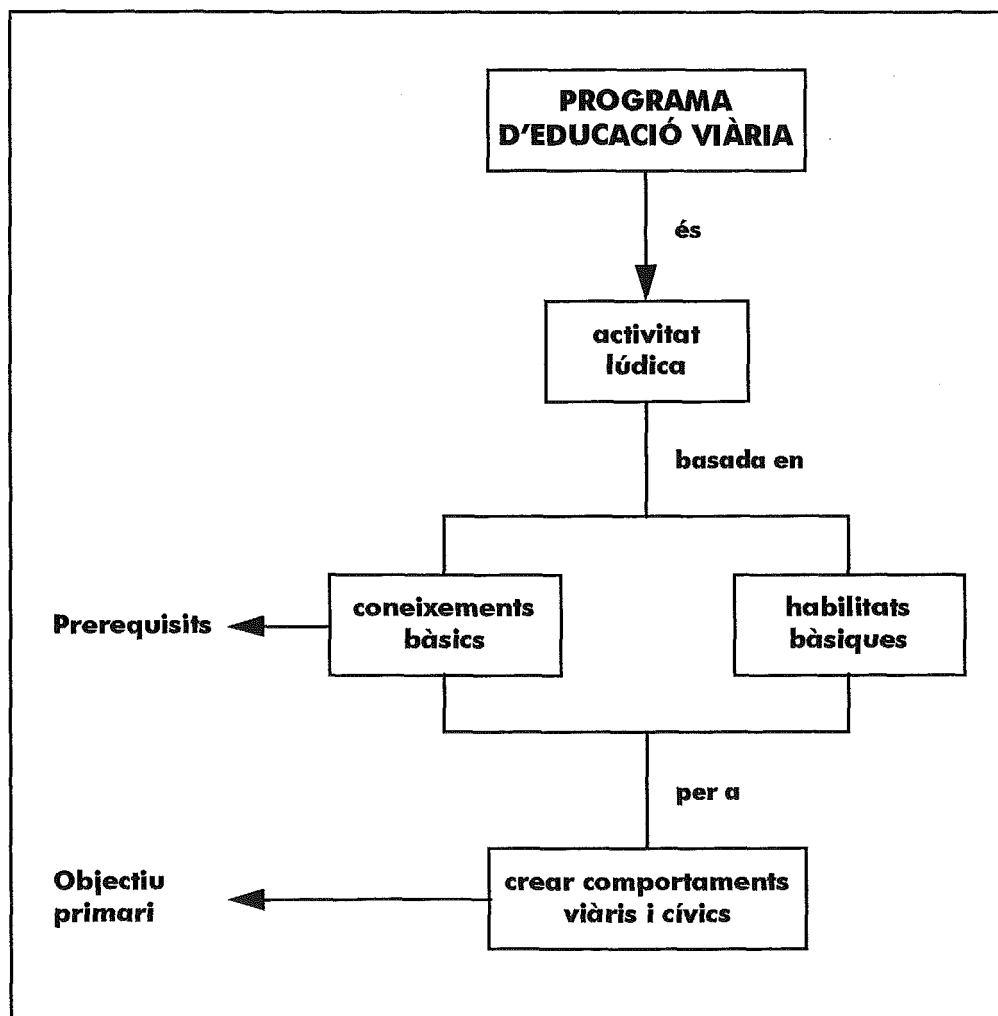 PROGRAMA
D'EDUCACIÓ VIÀRIA
és
activitat
lúdica
basada en
Prerequisits
coneixements
bàsics
habilitats
bàsiques
per a
Objectiu
primari
crear comportaments
viàris i cívics